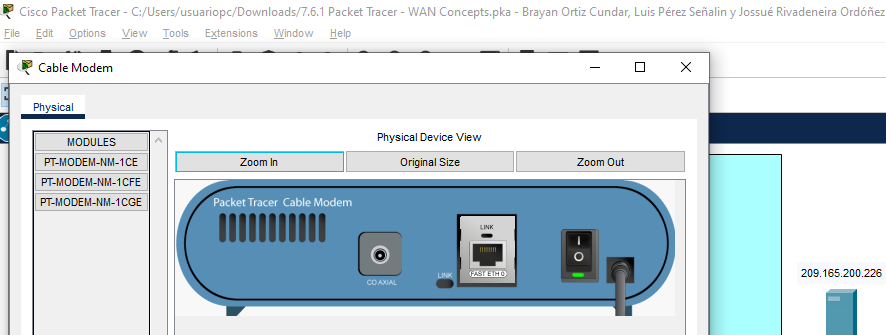 Cisco Packet Tracer - C:/Users/usuariopc/Downloads/7.6.1 Packet Tracer - WAN Concepts.pka - Brayan Ortiz Cundar, Luis Pérez Señalin y Jossué Rivadeneira Ordóñez
File Edit Options View Tools Extensions Window Help
Cable Modem
Physical
MODULES
PT-MODEM-NM-1CE
PT-MODEM-NM-1CFE
PT-MODEM-NM-1CGE
Physical Device View
Zoom In Original Size Zoom Out
Packet Tracer Cable Modem
CO AXIAL
LINK
LINK
FAST ETH 0
209.165.200.226